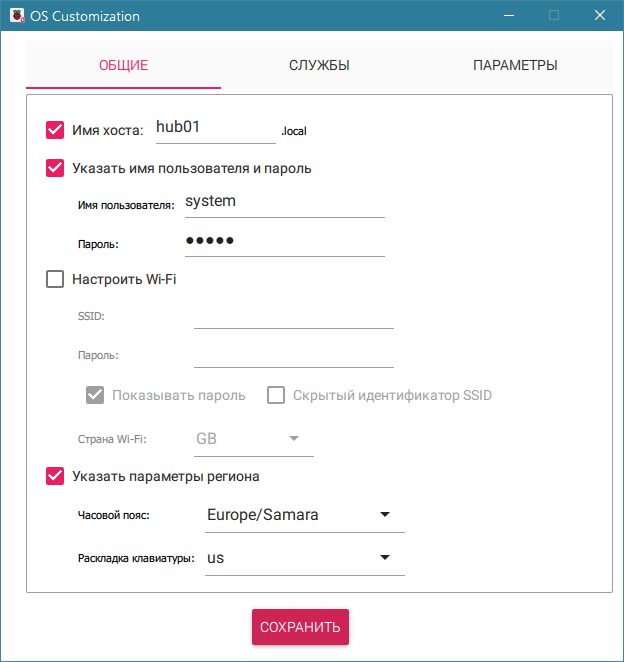 OS Customization
ОБЩИЕ СЛУЖБЫ ПАРАМЕТРЫ
Имя хоста: hub01 .local
Указать имя пользователя и пароль
Имя пользователя: system
Пароль: •••••
Настроить Wi-Fi
SSID:
Пароль:
Показывать пароль Скрытый идентификатор SSID
Страна Wi-Fi: GB
Указать параметры региона
Часовой пояс: Europe/Samara
Раскладка клавиатуры: us
СОХРАНИТЬ